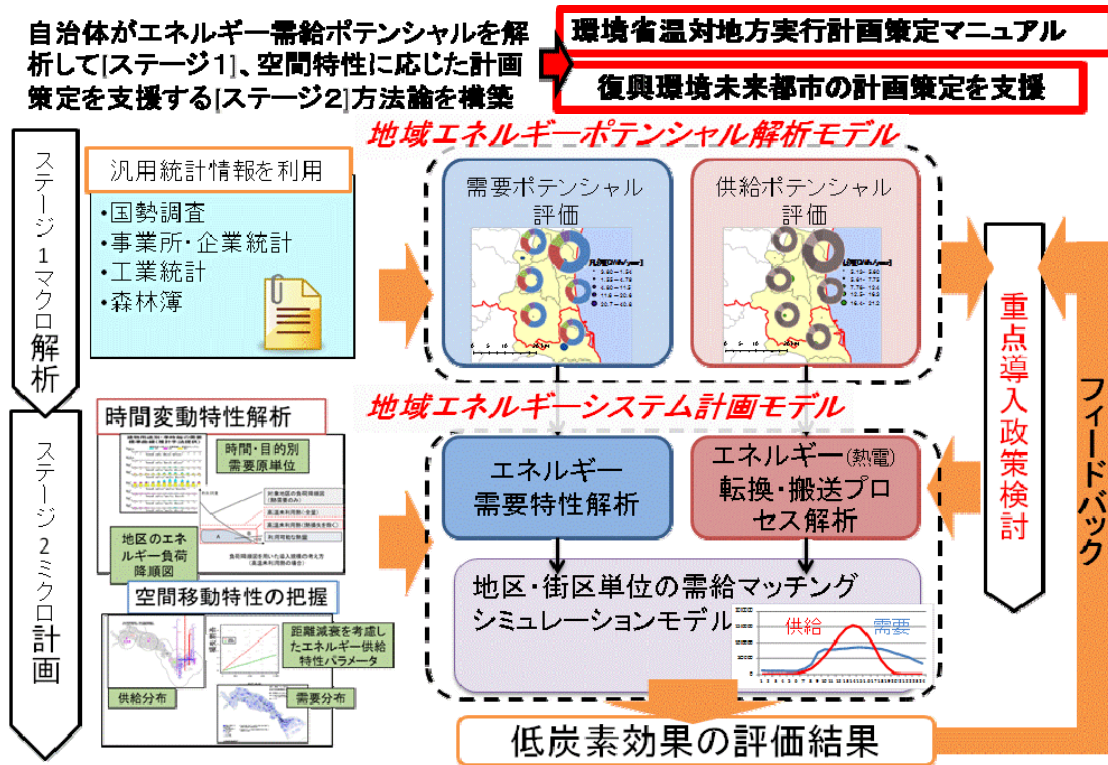 自治体がエネルギー需給ポテンシャルを解
析して[ステージ1]、空間特性に応じた計画
策定を支援する[ステージ2]方法論を構築
環境省温対地方実行計画策定マニュアル
復興環境未来都市の計画策定を支援
地域エネルギーポテンシャル解析モデル
ステージ1マクロ解析
汎用統計情報を利用
•国勢調査
•事業所・企業統計
•工業統計
•森林簿
需要ポテンシャル
評価
供給ポテンシャル
評価
重点導入政策検討
フィードバック
地域エネルギーシステム計画モデル
ステージ2ミクロ計画
時間変動特性解析
時間・目的別
需要原単位
地区のエネ
ルギー負荷
降順図
空間移動特性の把握
距離減衰を考慮し
たエネルギー供給
特性パラメータ
供給分布
需要分布
エネルギー
需要特性解析
エネルギー(熱電)
転換・搬送プロ
セス解析
地区・街区単位の需給マッチング
シミュレーションモデル
供給
需要
低炭素効果の評価結果